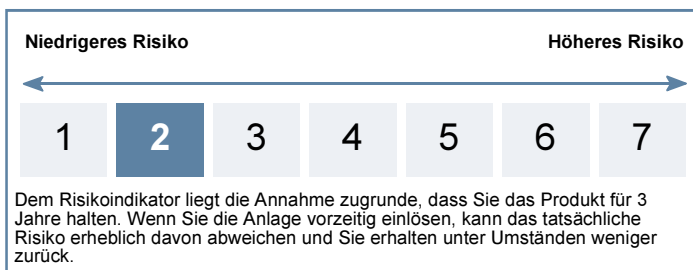 Niedrigeres Risiko Höheres Risiko
1 2 3 4 5 6 7
Dem Risikoindikator liegt die Annahme zugrunde, dass Sie das Produkt für 3
Jahre halten. Wenn Sie die Anlage vorzeitig einlösen, kann das tatsächliche
Risiko erheblich davon abweichen und Sie erhalten unter Umständen weniger
zurück.